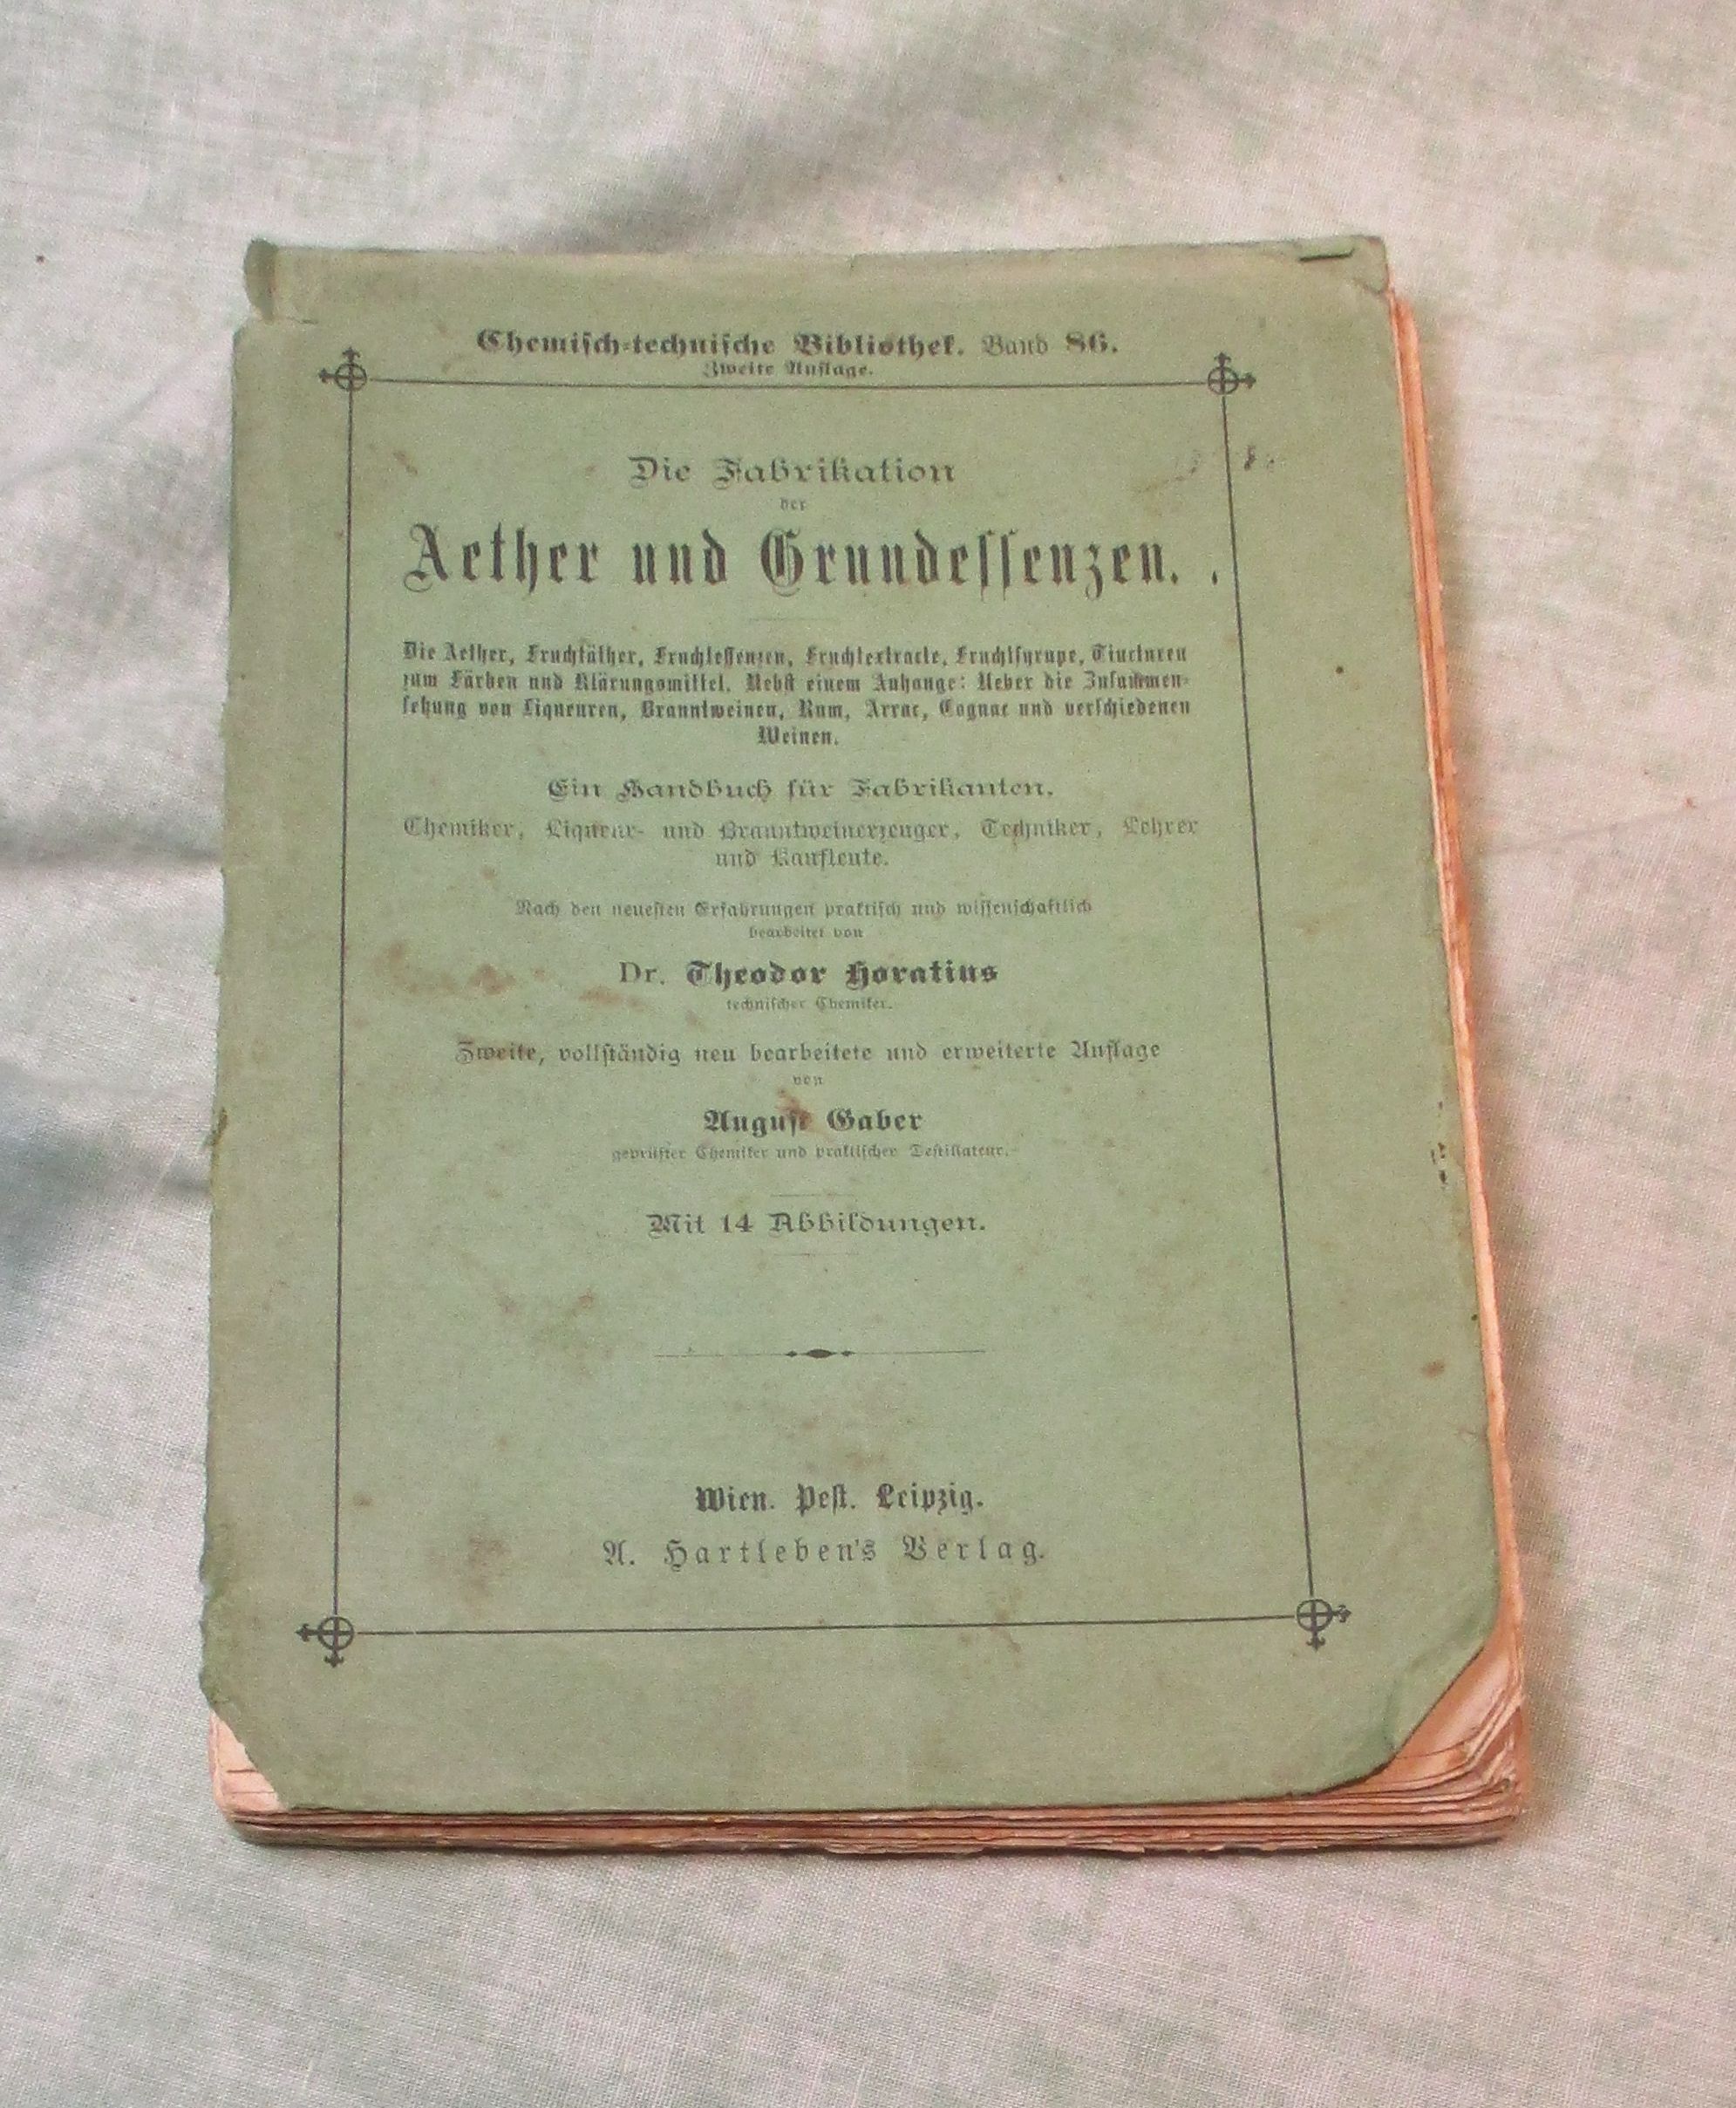 Chemisch-technische Bibliothek. Band 86.
Zweite Auflage.
Die Fabrikation
der
Aether und Grundessenzen.
Die Aether, Fruchtäther, Fruchtessenzen, Fruchtextracte, Fruchtsyrupe, Tincturen
zum Färben und Klärungsmittel. Nebst einem Anhange: Ueber die Zusammen-
setzung von Liqueuren, Branntweinen, Rum, Arrac, Cognac und verschiedenen
Weinen.
Ein Handbuch für Fabrikanten,
Chemiker, Liqueur- und Branntweinerzeuger, Techniker, Lehrer
und Kaufleute.
Nach den neuesten Erfahrungen praktisch und wissenschaftlich
bearbeitet von
Dr. Theodor Horatius
technischer Chemiker.
Zweite, vollständig neu bearbeitete und erweiterte Auflage
von
August Gaber
geprüfter Chemiker und praktischer Destillateur.
Mit 14 Abbildungen.
Wien. Pest. Leipzig.
A. Hartleben's Verlag.